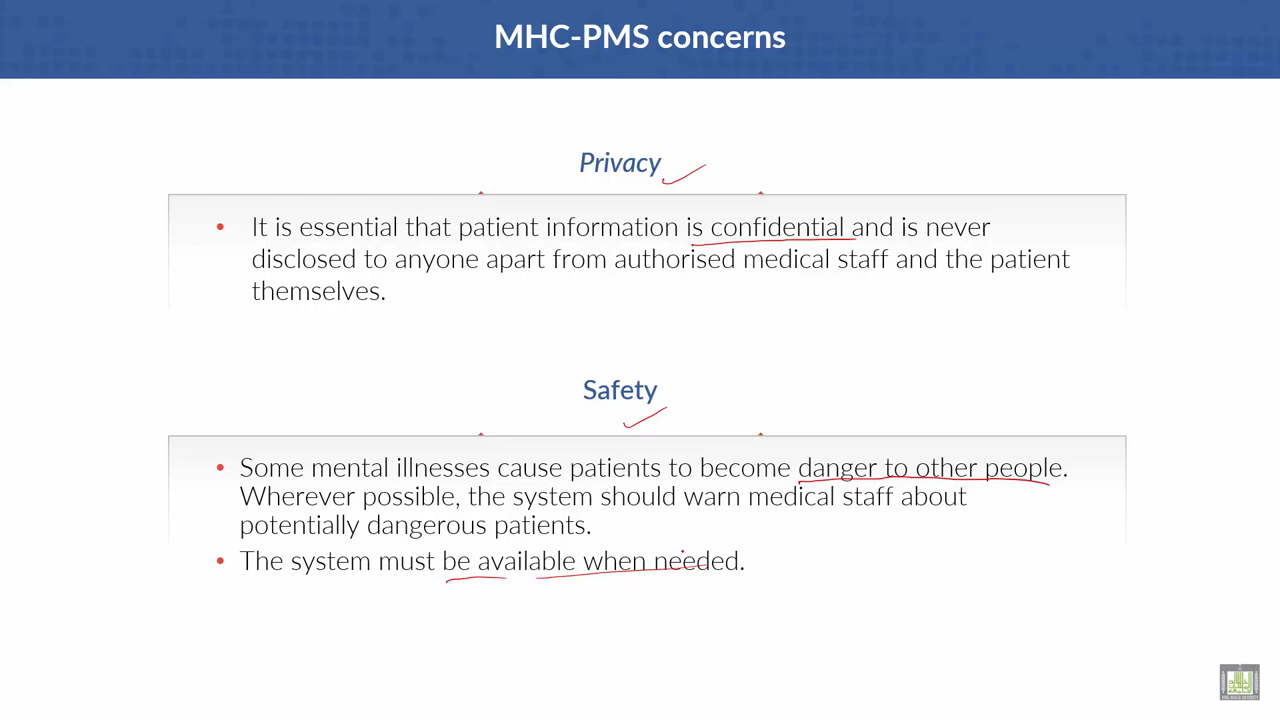 MHC-PMS concerns
Privacy
• It is essential that patient information is confidential and is never
disclosed to anyone apart from authorised medical staff and the patient
themselves.
Safety
• Some mental illnesses cause patients to become danger to other people.
Wherever possible, the system should warn medical staff about
potentially dangerous patients.
• The system must be available when needed.